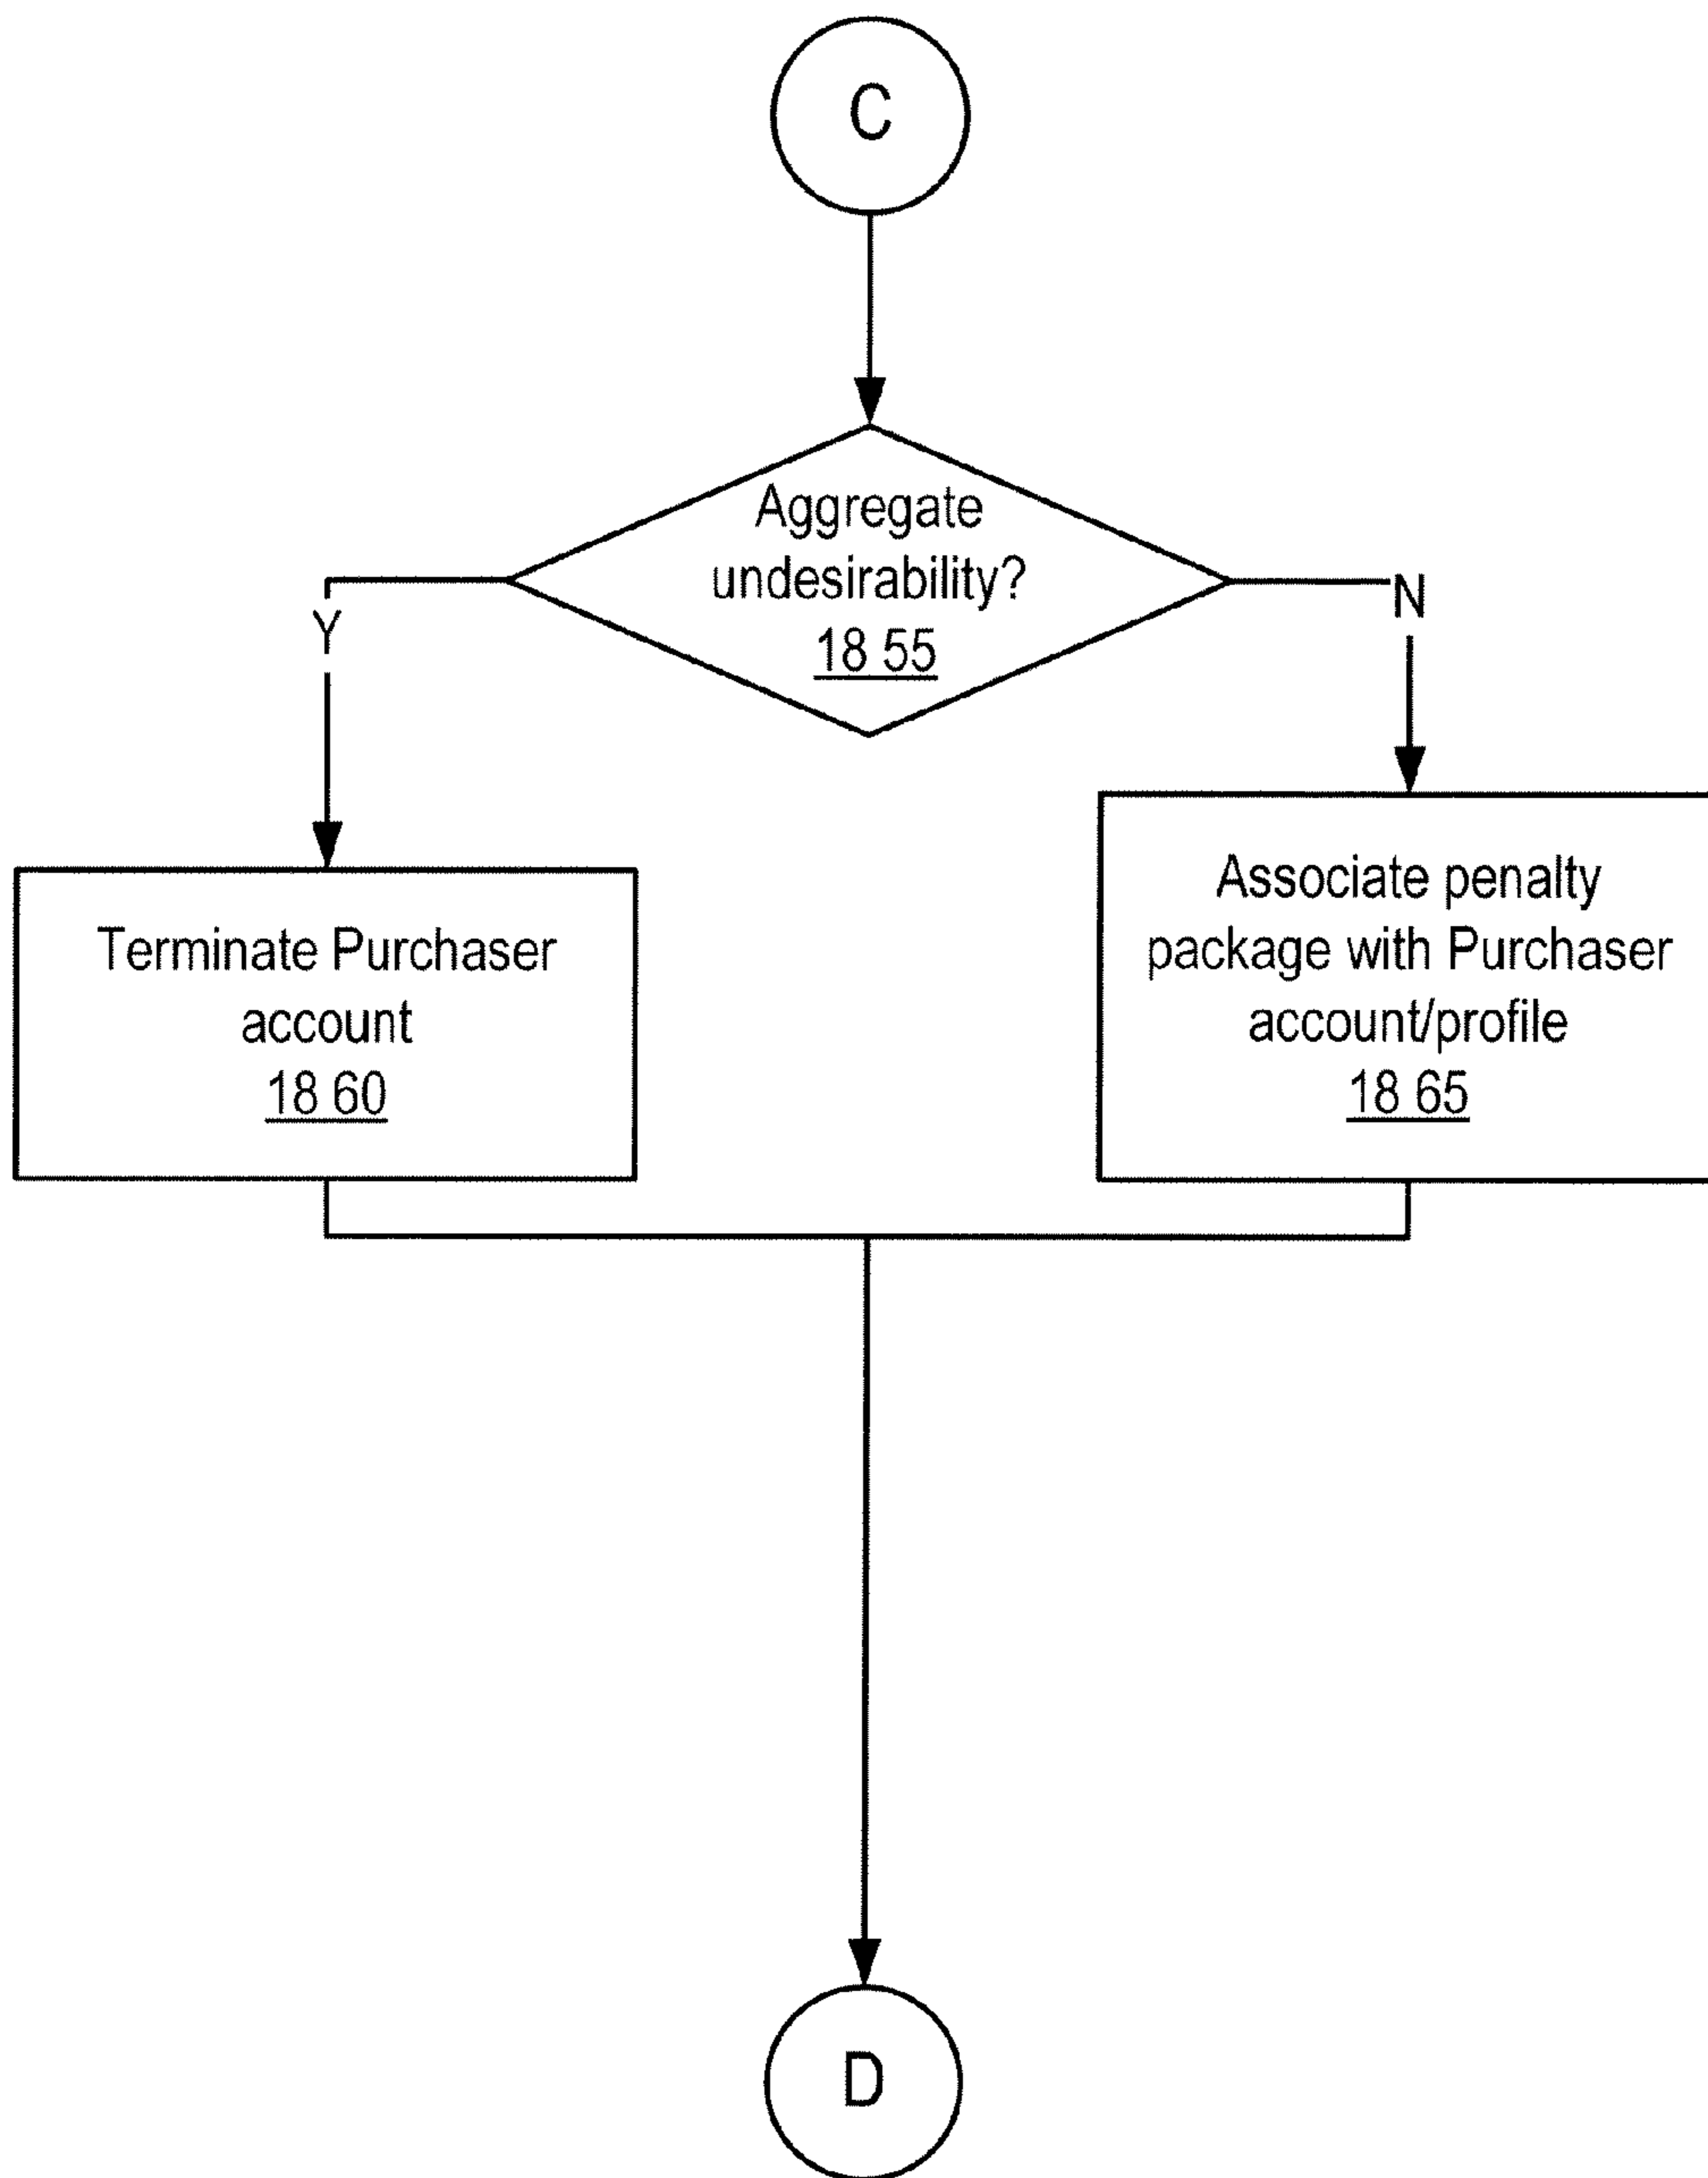 C
Aggregate
undesirability?
18 55
Y
N
Terminate Purchaser
account
18 60
Associate penalty
package with Purchaser
account/profile
18 65
D